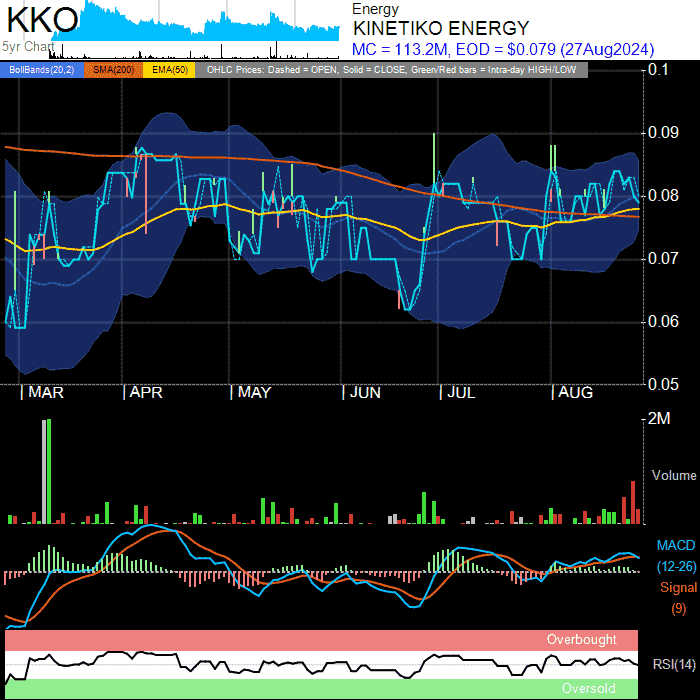 KKO
5yr Chart
Energy
KINETIKO ENERGY
MC = 113.2M, EOD = $0.079 (27Aug2024)
BollBands(20,2) SMA(200) EMA(50) OHLC Prices: Dashed = OPEN, Solid = CLOSE, Green/Red bars = Intra-day HIGH/LOW
0.1
0.09
0.08
0.07
0.06
0.05
| MAR | APR | MAY | JUN | JUL | AUG
2M
Volume
MACD
(12-26)
Signal
(9)
Overbought
RSI(14)
Oversold